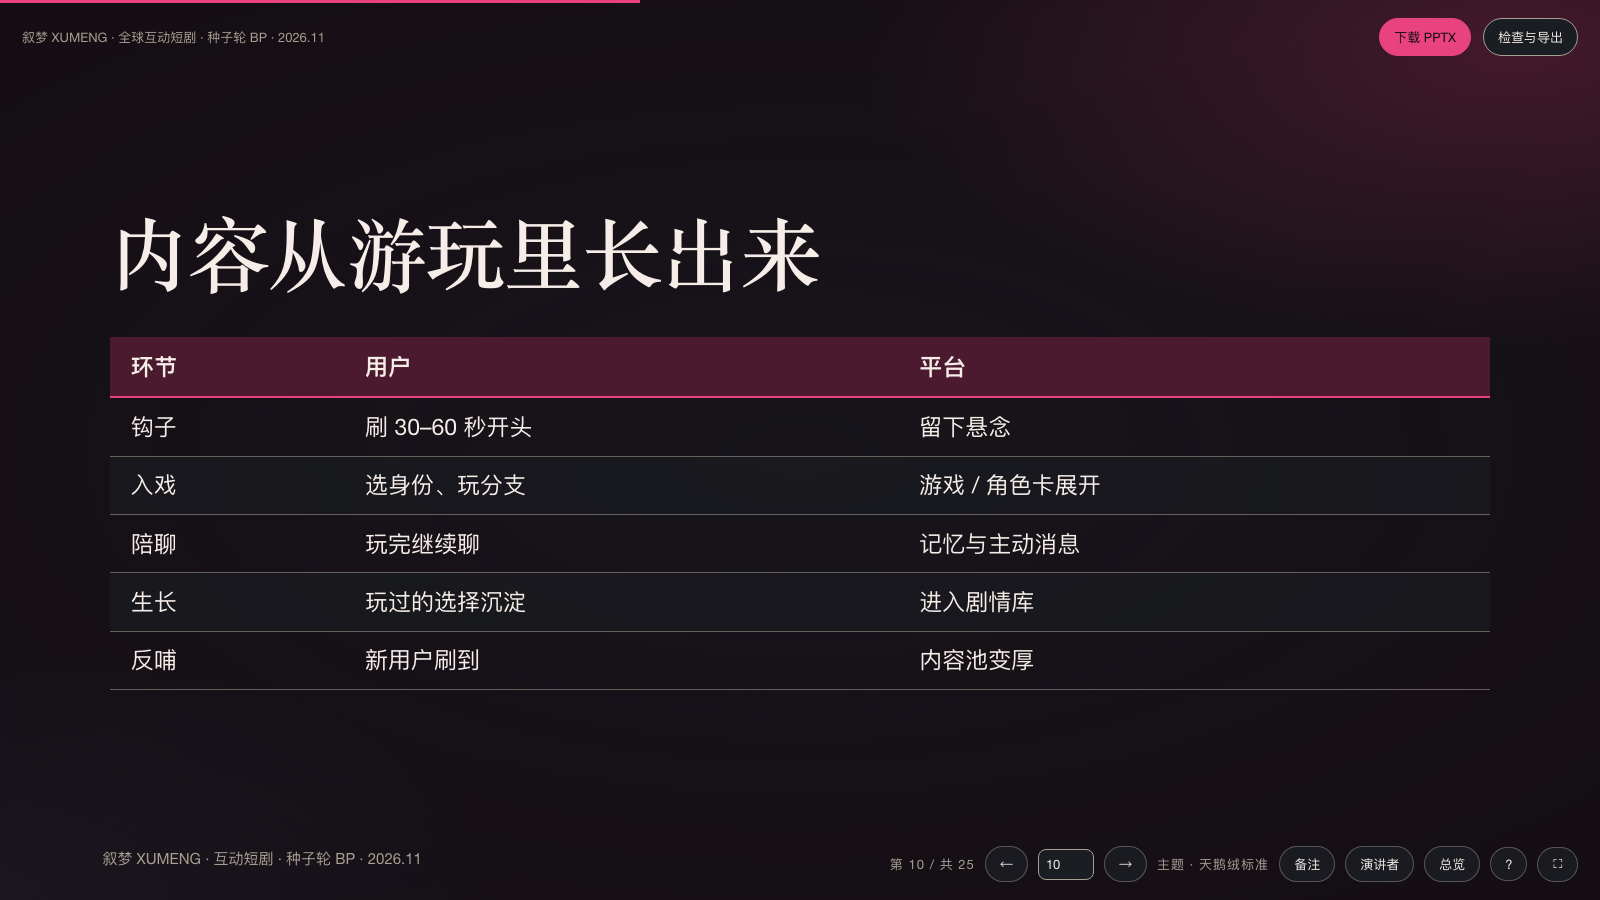 叙梦 XUMENG · 全球互动短剧 · 种子轮 BP · 2026.11
下载 PPTX
检查与导出
内容从游玩里长出来
环节 用户 平台
钩子 刷 30–60 秒开头 留下悬念
入戏 选身份、玩分支 游戏 / 角色卡展开
陪聊 玩完继续聊 记忆与主动消息
生长 玩过的选择沉淀 进入剧情库
反哺 新用户刷到 内容池变厚
叙梦 XUMENG · 互动短剧 · 种子轮 BP · 2026.11
第 10 / 共 25 ← 10 → 主题 · 天鹅绒标准 备注 演讲者 总览 ?